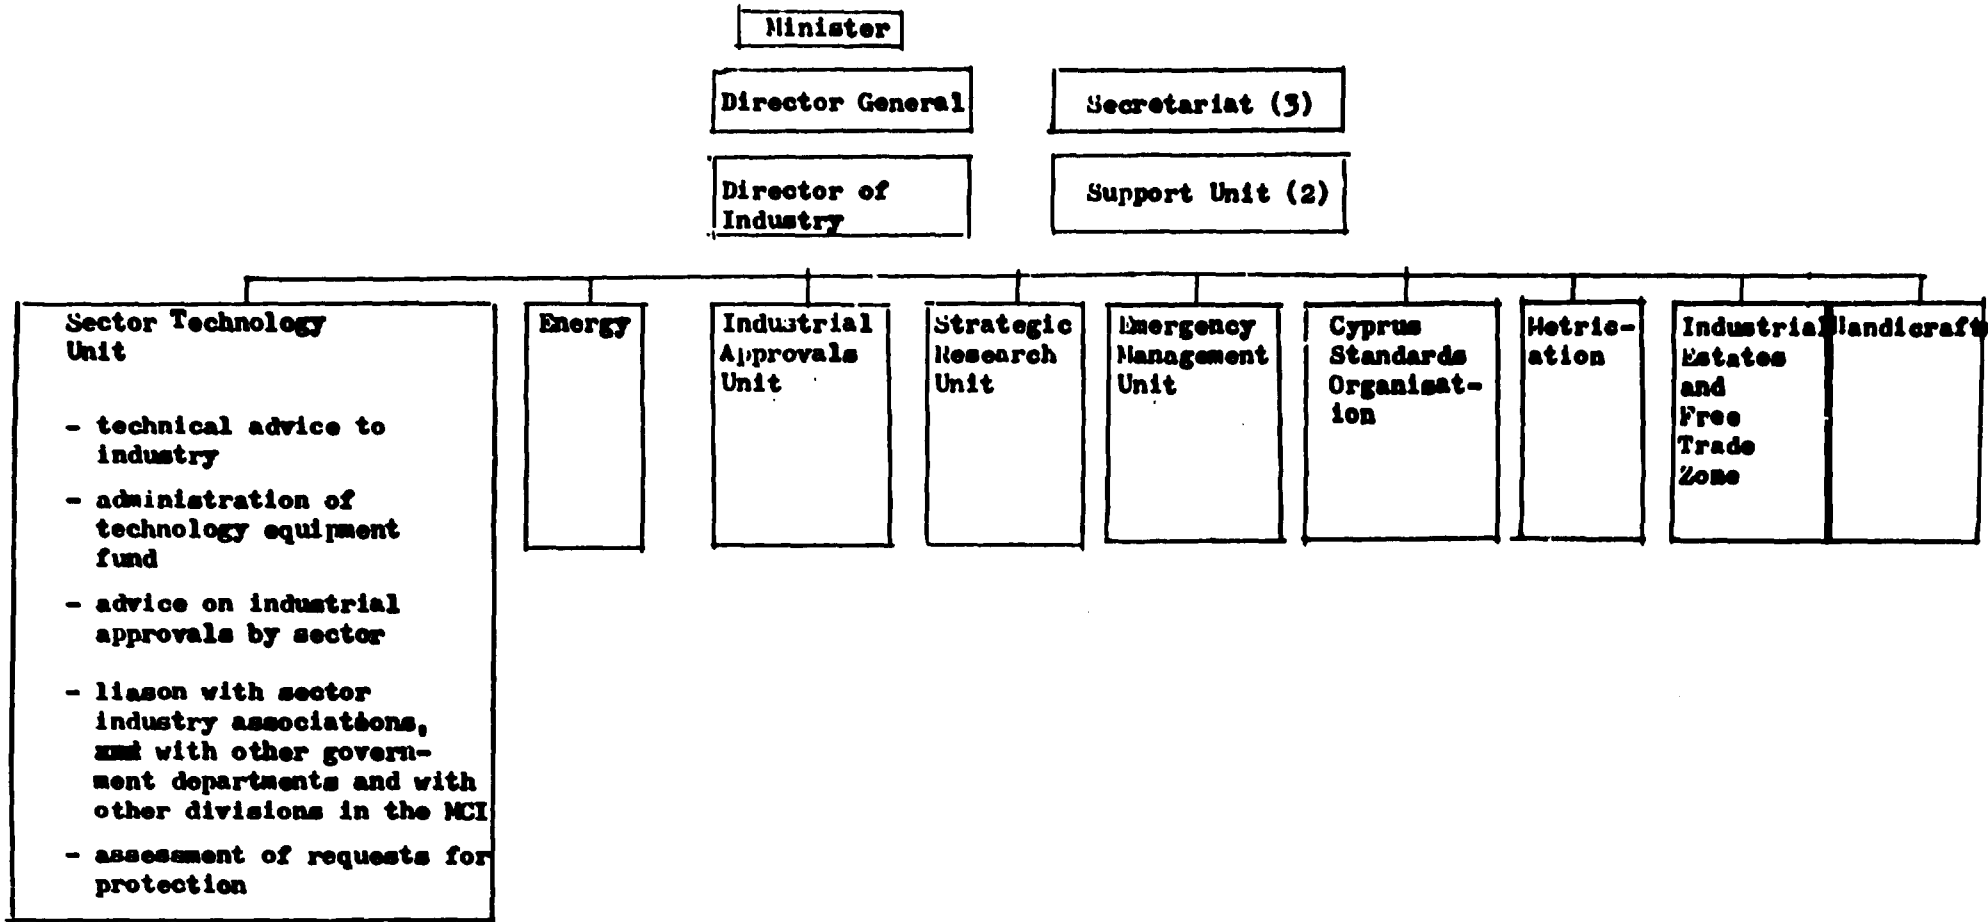 Minister
Director General
Secretariat (3)
Director of
Industry
Support Unit (2)
Sector Technology
Unit
- technical advice to
industry
- administration of
technology equipment
fund
- advice on industrial
approvals by sector
- liason with sector
industry associations,
with other govern-
ment departments and with
other divisions in the MCI
- assessment of requests for
protection
Energy
Industrial
Approvals
Unit
Strategic
Research
Unit
Emergency
Management
Unit
Cyprus
Standards
Organisat-
ion
Metric-
ation
Industrial
Estates
and
Free
Trade
Zone
Handicraft